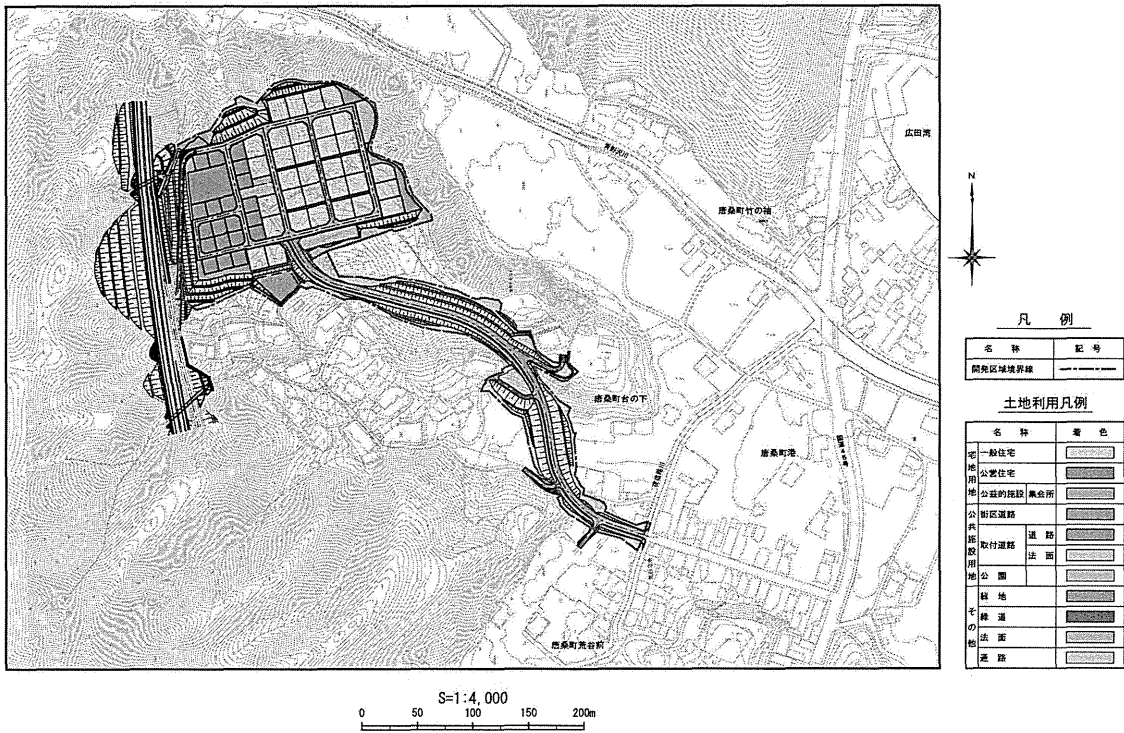 広田湾
唐桑町竹の袖
N
唐桑町台の下
唐桑町港
唐桑町荒谷前
凡 例
名 称 記 号
開発区域境界線
土地利用凡例
名 称 着 色
宅地用地
一般住宅
公営住宅
公益的施設 集会所
公共施設用地
街区道路
取付道路 道路
法面
公園
その他
緑地
緑道
法面
通路
S=1:4,000
0 50 100 150 200m